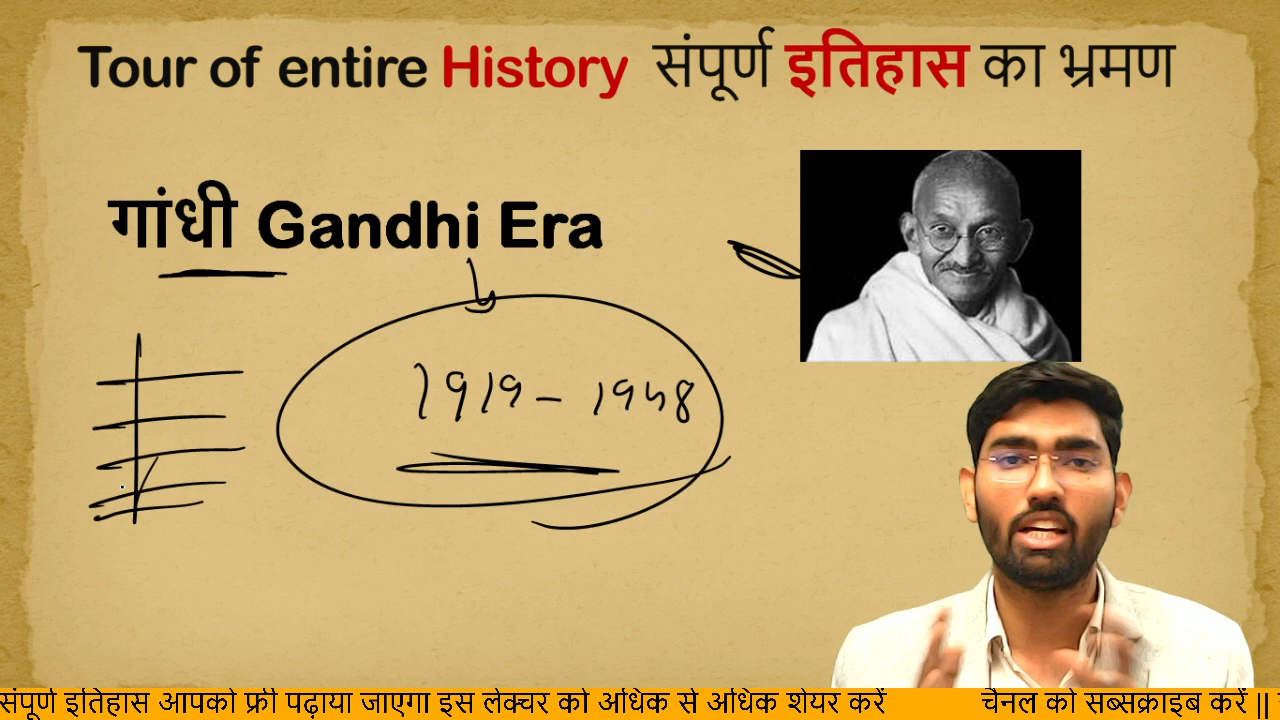 Tour of entire History संपूर्ण इतिहास का भ्रमण
गांधी Gandhi Era
1919 - 1948
संपूर्ण इतिहास आपको फ्री पढ़ाया जाएगा इस लेक्चर को अधिक से अधिक शेयर करें चैनल को सब्सक्राइब करें ||